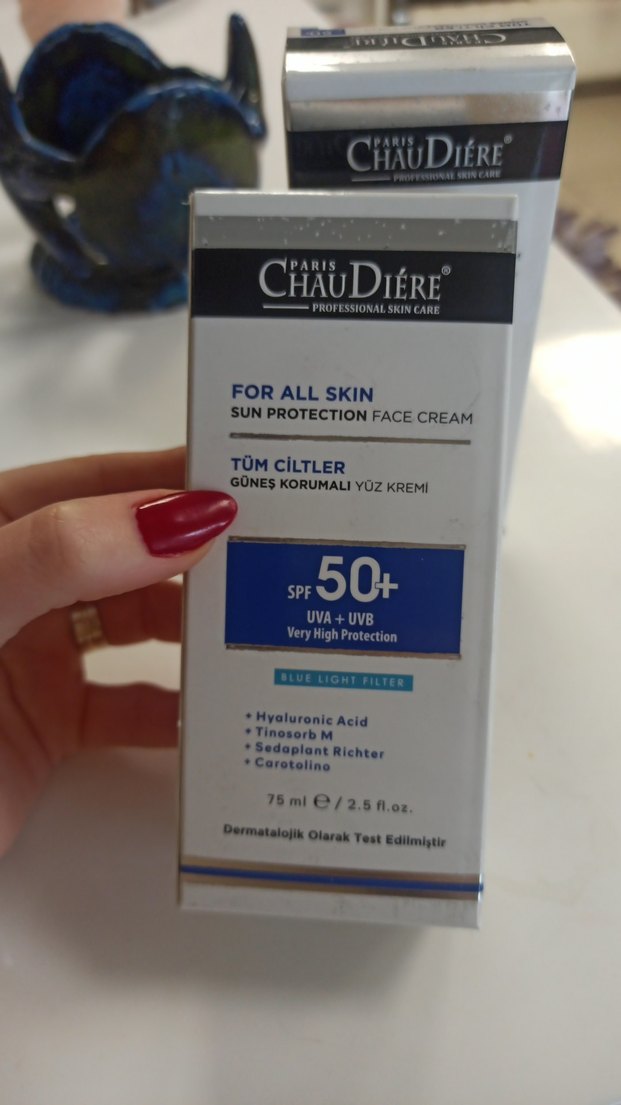 PARIS
CHAUDIÉRE®
PROFESSIONAL SKIN CARE
PARIS
CHAUDIÉRE®
PROFESSIONAL SKIN CARE
FOR ALL SKIN
SUN PROTECTION FACE CREAM
TÜM CİLTLER
GÜNEŞ KORUMALI YÜZ KREMİ
SPF 50+
UVA + UVB
Very High Protection
BLUE LIGHT FILTER
+ Hyaluronic Acid
+ Tinosorb M
+ Sedaplant Richter
+ Carotolino
75 ml ℮ / 2.5 fl.oz.
Dermatalojik Olarak Test Edilmiştir